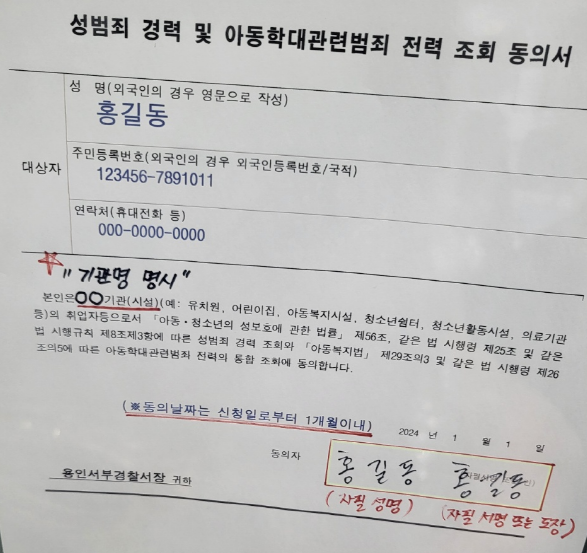 성범죄 경력 및 아동학대관련범죄 전력 조회 동의서
성 명(외국인의 경우 영문으로 작성)
홍길동
대상자
주민등록번호(외국인의 경우 외국인등록번호/국적)
123456-7891011
연락처(휴대전화 등)
000-0000-0000
"기관명 명시"
본인은○○기관(시설)(예: 유치원, 어린이집, 아동복지시설, 청소년쉼터, 청소년활동시설, 의료기관
등)의 취업자등으로서 「아동·청소년의 성보호에 관한 법률」 제56조, 같은 법 시행령 제25조 및 같은
법 시행규칙 제8조제3항에 따른 성범죄 경력 조회와 「아동복지법」 제29조의3 및 같은 법 시행령 제26
조의5에 따른 아동학대관련범죄 전력의 통합 조회에 동의합니다.
(※동의날짜는 신청일로부터 1개월이내)
2024 년 1 월 1 일
동의자 홍 길 동 홍 길동
(자필 성명) (자필 서명 또는 도장)
용인서부경찰서장 귀하